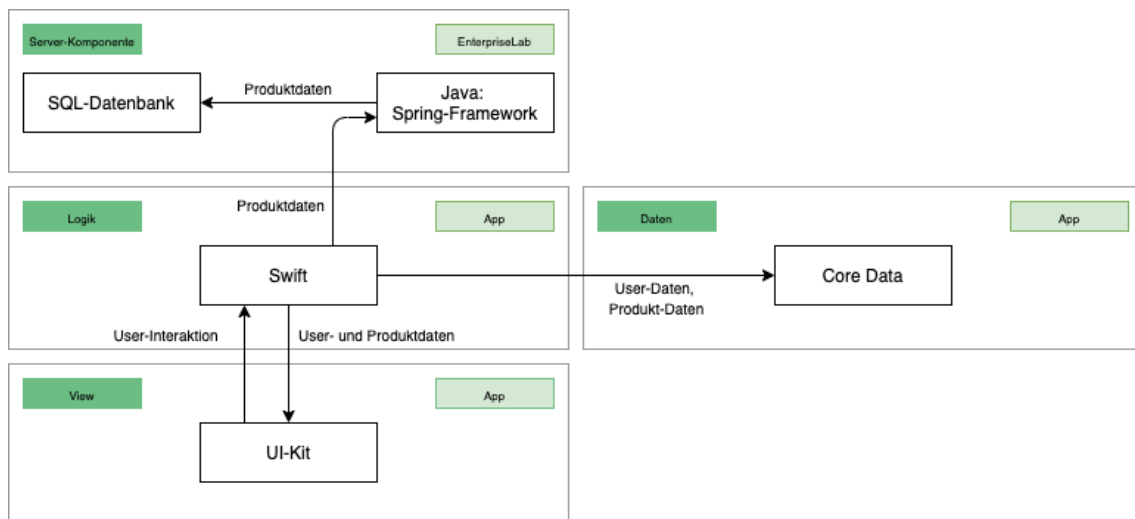 Server-Komponente
EnterpriseLab
SQL-Datenbank
Produktdaten
Java:
Spring-Framework
Produktdaten
Logik
App
Swift
User-Interaktion
User- und Produktdaten
Daten
App
User-Daten,
Produkt-Daten
Core Data
View
App
UI-Kit